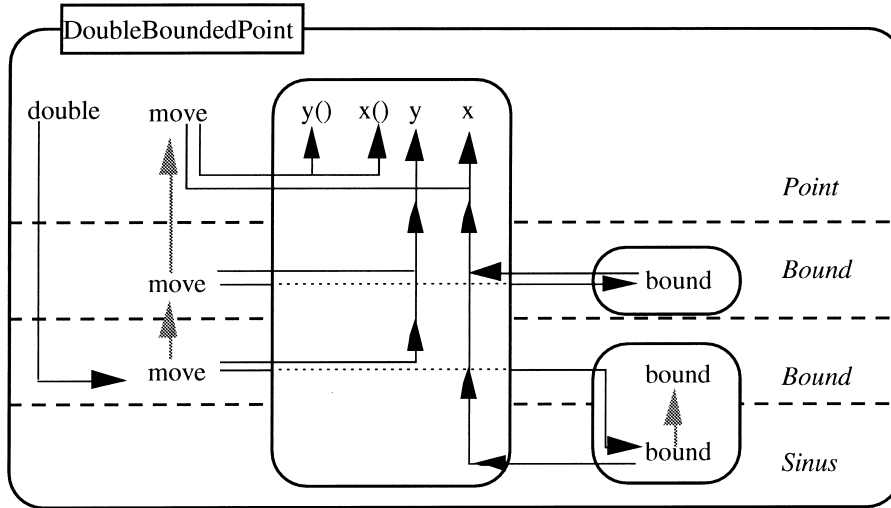 DoubleBoundedPoint
double move y() x() y x
Point
move bound Bound
move bound Bound
bound Sinus